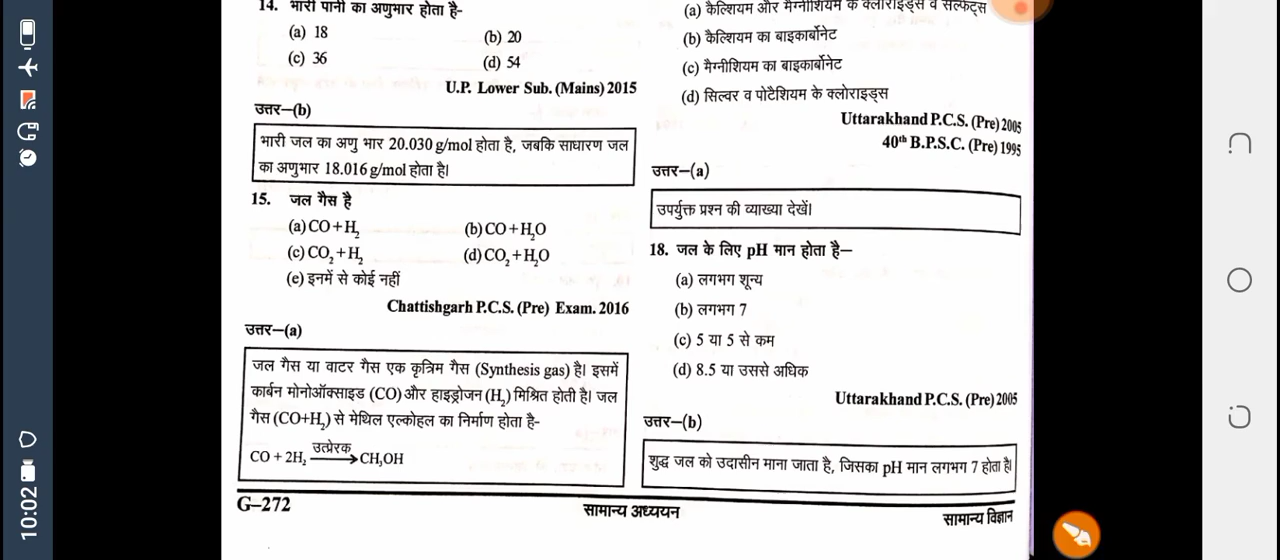 14. भारी पानी का अणुभार होता है-
(a) 18
(b) 20
(c) 36
(d) 54
U.P. Lower Sub. (Mains) 2015
उत्तर–(b)
भारी जल का अणु भार 20.030 g/mol होता है, जबकि साधारण जल
का अणुभार 18.016 g/mol होता है।
15. जल गैस है
(a) CO + H₂
(b) CO + H₂O
(c) CO₂ + H₂
(d) CO₂ + H₂O
(e) इनमें से कोई नहीं
Chattishgarh P.C.S. (Pre) Exam. 2016
उत्तर–(a)
जल गैस या वाटर गैस एक कृत्रिम गैस (Synthesis gas) है। इसमें
कार्बन मोनोऑक्साइड (CO) और हाइड्रोजन (H₂) मिश्रित होती है। जल
गैस (CO+H₂) से मेथिल एल्कोहल का निर्माण होता है-
उत्प्रेरक
CO + 2H₂ ⟶ CH₃OH
(a) कैल्शियम और मैग्नीशियम के क्लोराइड्स व सल्फेट्स
(b) कैल्शियम का बाइकार्बोनेट
(c) मैग्नीशियम का बाइकार्बोनेट
(d) सिल्वर व पोटैशियम के क्लोराइड्स
Uttarakhand P.C.S. (Pre) 2005
40th B.P.S.C. (Pre) 1995
उत्तर–(a)
उपर्युक्त प्रश्न की व्याख्या देखें।
18. जल के लिए pH मान होता है–
(a) लगभग शून्य
(b) लगभग 7
(c) 5 या 5 से कम
(d) 8.5 या उससे अधिक
Uttarakhand P.C.S. (Pre) 2005
उत्तर–(b)
शुद्ध जल को उदासीन माना जाता है, जिसका pH मान लगभग 7 होता है।
G–272
सामान्य अध्ययन
सामान्य विज्ञान
10:02